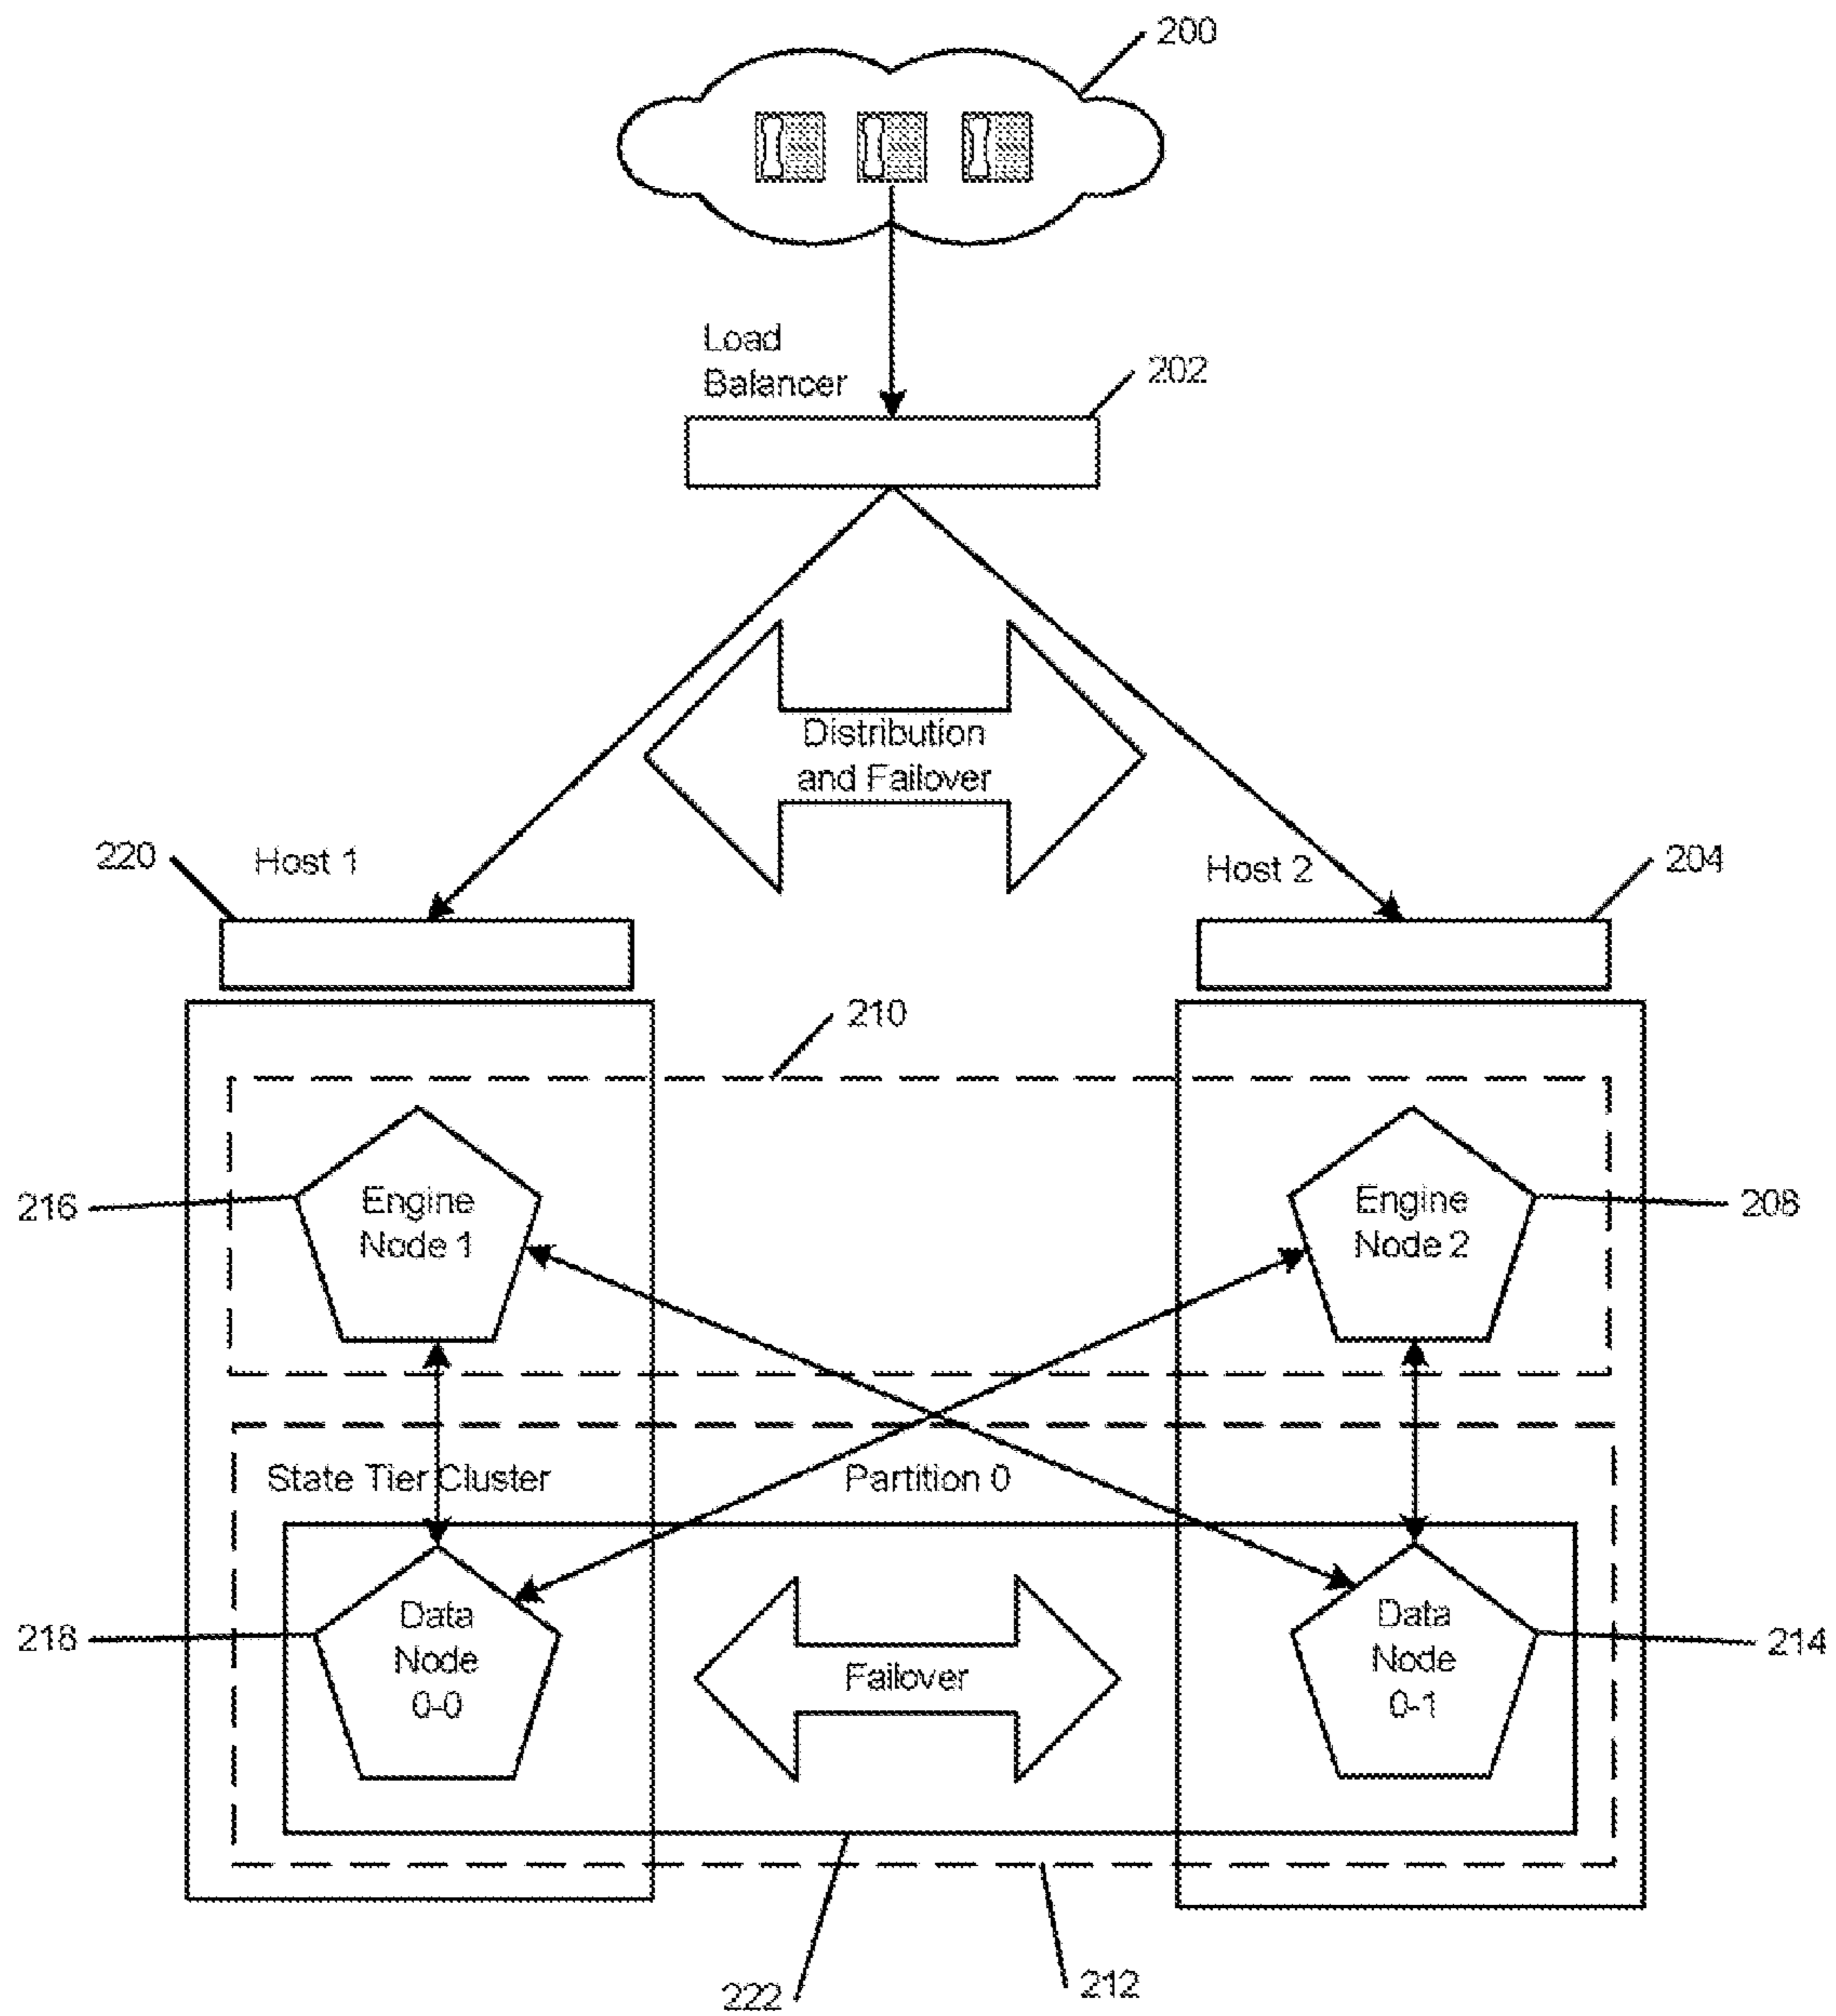 200
Load
Balancer
202
Distribution
and Failover
220
Host 1
Host 2
204
210
216
Engine
Node 1
Engine
Node 2
208
State Tier Cluster
Partition 0
218
Data
Node
0-0
Failover
Data
Node
0-1
214
222
212